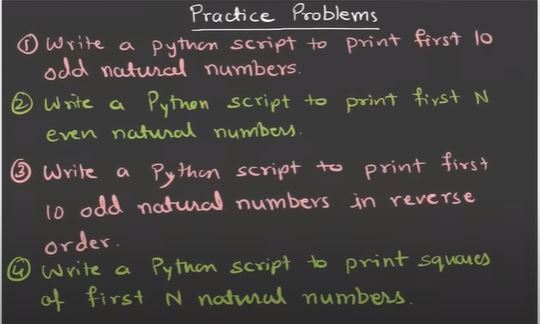 Practice Problems
① Write a python script to print first 10
odd natural numbers.
② Write a Python script to print first N
even natural numbers.
③ Write a Python script to print first
10 odd natural numbers in reverse
order.
④ Write a Python script to print squares
of first N natural numbers.